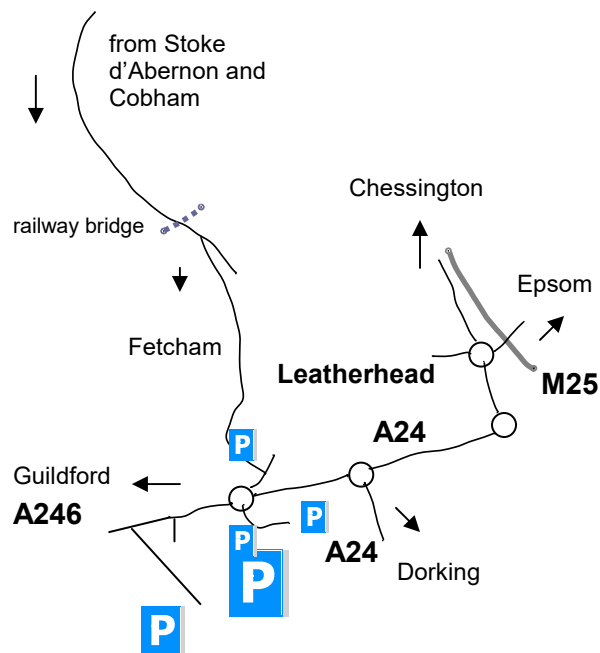 from Stoke
d'Abernon and
Cobham
Chessington
railway bridge
Epsom
Fetcham
Leatherhead
M25
A24
P
Guildford
A246
P
P
A24
P
Dorking
P